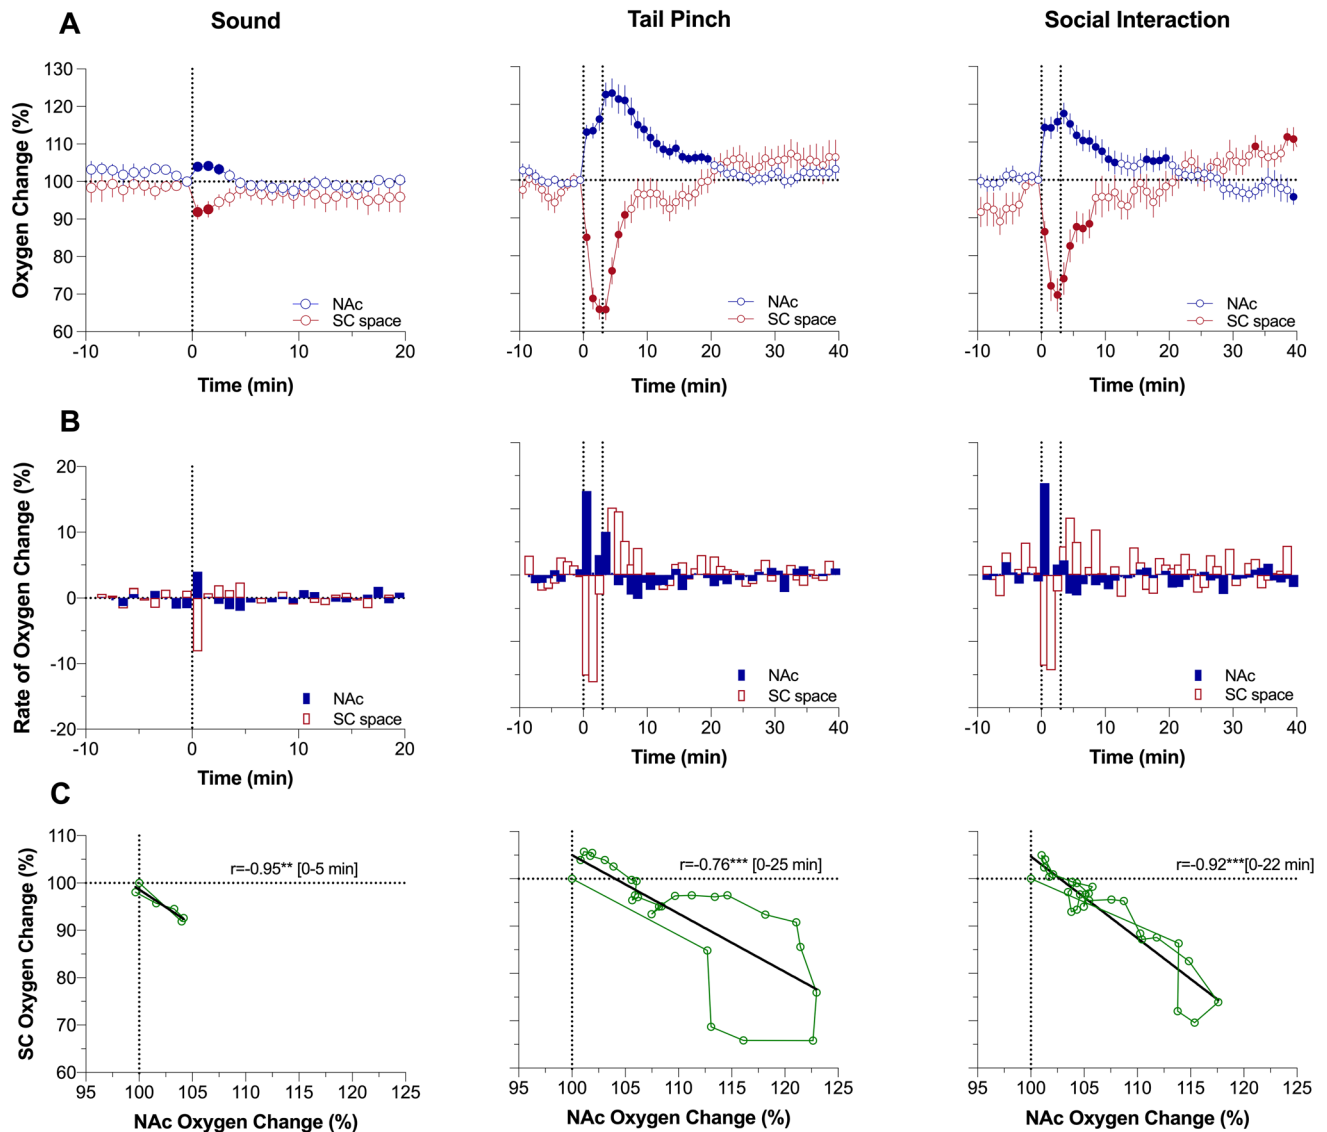 A
Sound
Tail Pinch
Social Interaction
Oxygen Change (%)
130
120
110
100
90
80
70
60
-10 0 10 20
Time (min)
NAc
SC space
-10 0 10 20 30 40
Time (min)
NAc
SC space
-10 0 10 20 30 40
Time (min)
NAc
SC space
B
Rate of Oxygen Change (%)
20
10
0
-10
-20
-10 0 10 20
Time (min)
NAc
SC space
-10 0 10 20 30 40
Time (min)
NAc
SC space
-10 0 10 20 30 40
Time (min)
NAc
SC space
C
SC Oxygen Change (%)
110
100
90
80
70
60
r=-0.95** [0-5 min]
95 100 105 110 115 120 125
NAc Oxygen Change (%)
r=-0.76*** [0-25 min]
95 100 105 110 115 120 125
NAc Oxygen Change (%)
r=-0.92***[0-22 min]
95 100 105 110 115 120 125
NAc Oxygen Change (%)